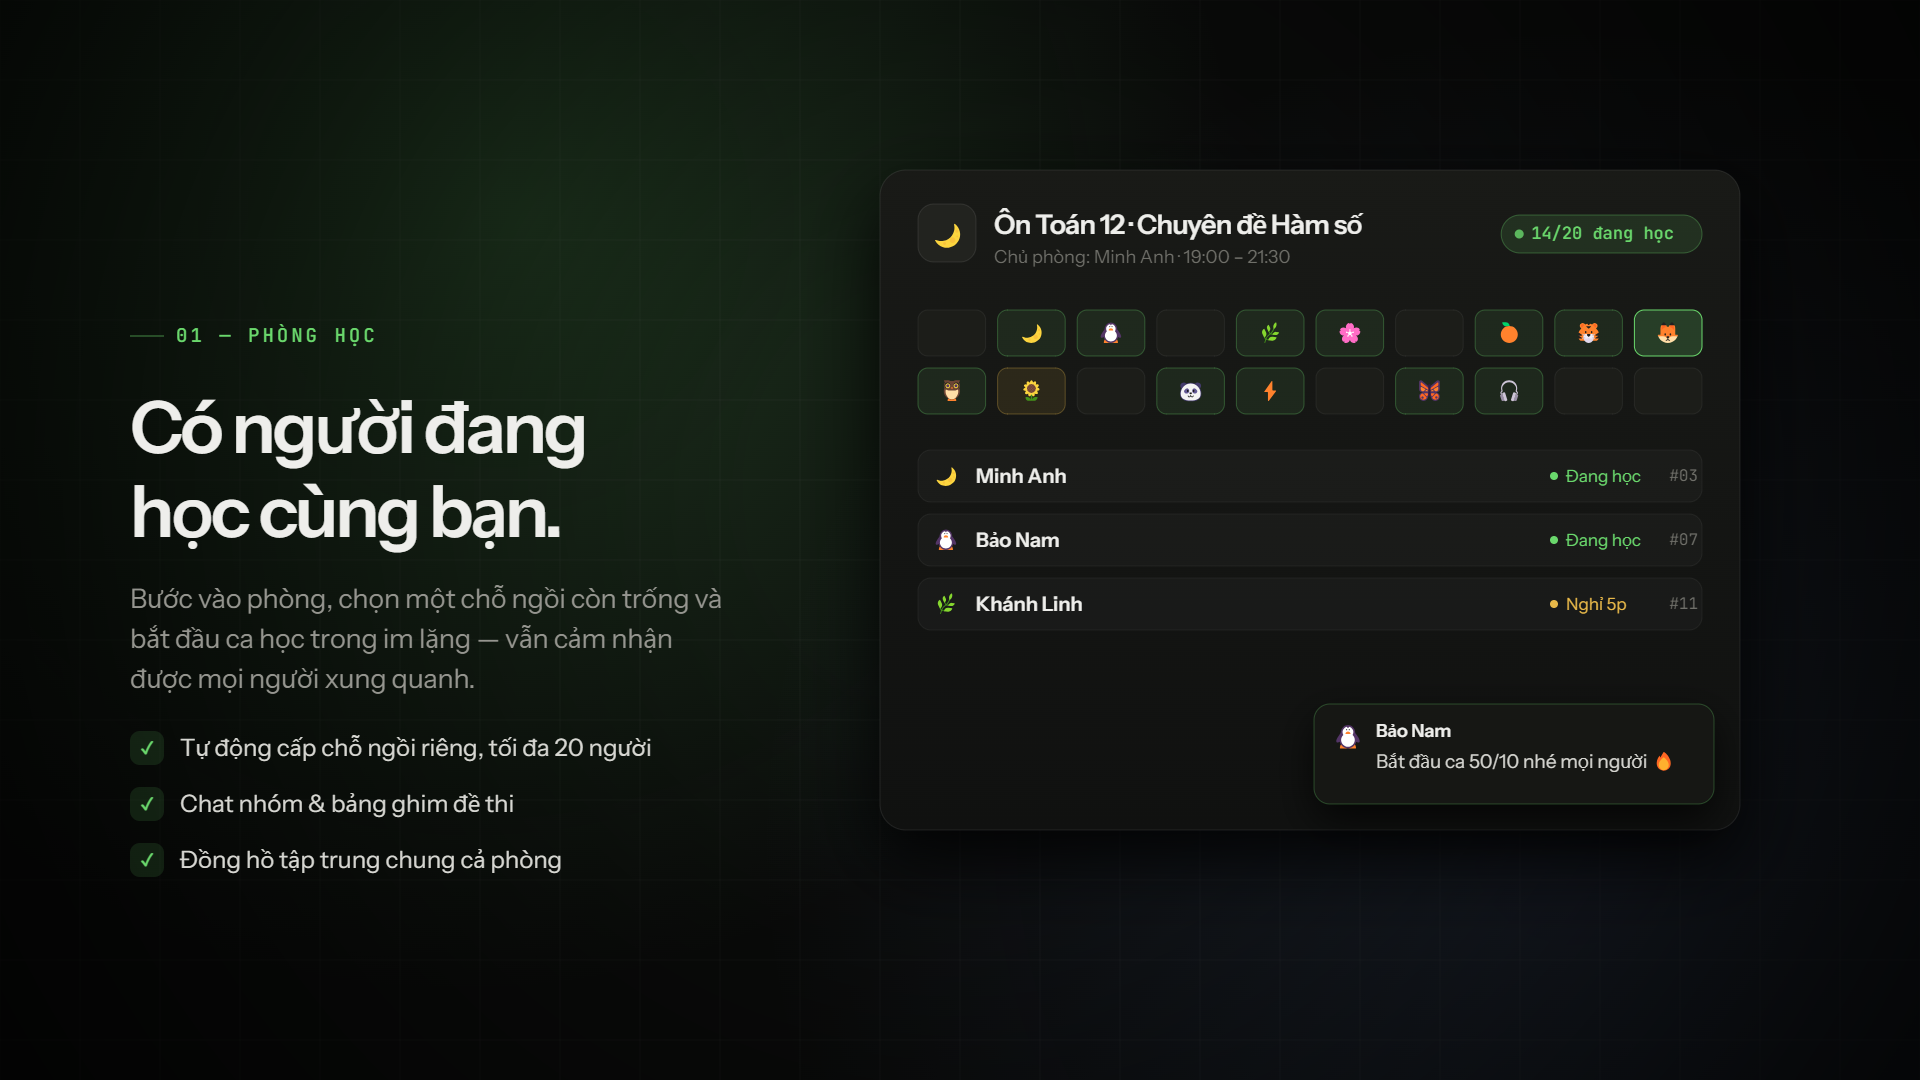 01 — PHÒNG HỌC
Có người đang
học cùng bạn.
Bước vào phòng, chọn một chỗ ngồi còn trống và
bắt đầu ca học trong im lặng — vẫn cảm nhận
được mọi người xung quanh.
✓ Tự động cấp chỗ ngồi riêng, tối đa 20 người
✓ Chat nhóm & bảng ghim đề thi
✓ Đồng hồ tập trung chung cả phòng
Ôn Toán 12 · Chuyên đề Hàm số
Chủ phòng: Minh Anh · 19:00 – 21:30
14/20 đang học
Minh Anh
Đang học
#03
Bảo Nam
Đang học
#07
Khánh Linh
Nghỉ 5p
#11
Bảo Nam
Bắt đầu ca 50/10 nhé mọi người 🔥